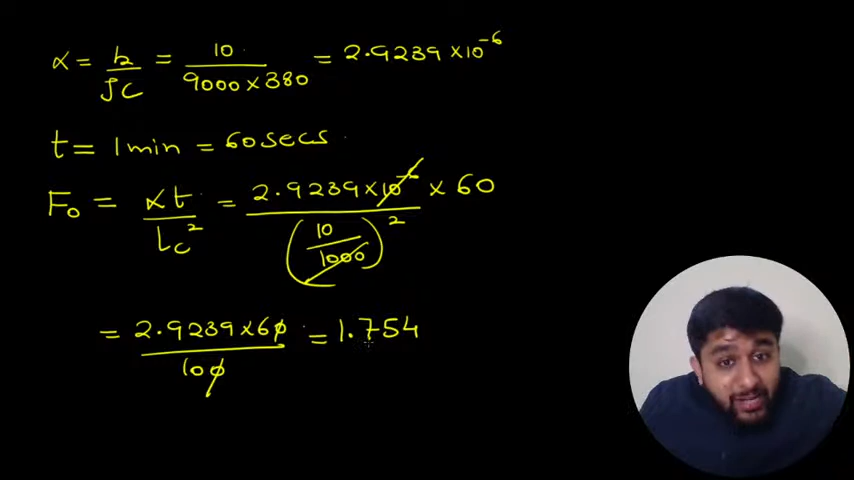 α = k/ρC = 10/(9000 × 380) = 2.9239 × 10⁻⁶
t = 1 min = 60 secs
Fo = αt/Lc² = (2.9239 × 10⁻⁶ × 60)/(10/1000)²
= (2.9239 × 60)/100 = 1.754